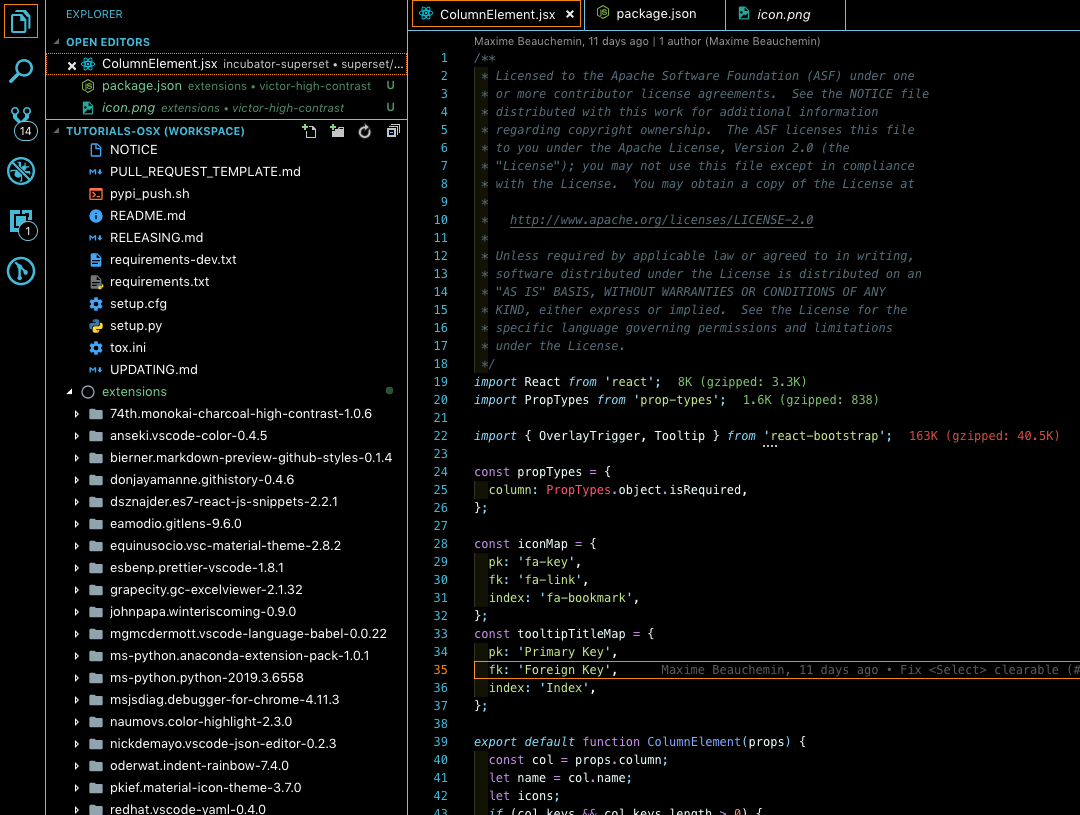 EXPLORER
OPEN EDITORS
ColumnElement.jsx incubator-superset • superset/...
package.json extensions • victor-high-contrast U
icon.png extensions • victor-high-contrast U
14
1
TUTORIALS-OSX (WORKSPACE)
NOTICE
PULL_REQUEST_TEMPLATE.md
pypi_push.sh
README.md
RELEASING.md
requirements-dev.txt
requirements.txt
setup.cfg
setup.py
tox.ini
UPDATING.md
extensions
74th.monokai-charcoal-high-contrast-1.0.6
anseki.vscode-color-0.4.5
bierner.markdown-preview-github-styles-0.1.4
donjayamanne.githistory-0.4.6
dsznajder.es7-react-js-snippets-2.2.1
eamodio.gitlens-9.6.0
equinusocio.vsc-material-theme-2.8.2
esbenp.prettier-vscode-1.8.1
grapecity.gc-excelviewer-2.1.32
johnpapa.winteriscoming-0.9.0
mgmcdermott.vscode-language-babel-0.0.22
ms-python.anaconda-extension-pack-1.0.1
ms-python.python-2019.3.6558
msjsdiag.debugger-for-chrome-4.11.3
naumovs.color-highlight-2.3.0
nickdemayo.vscode-json-editor-0.2.3
oderwat.indent-rainbow-7.4.0
pkief.material-icon-theme-3.7.0
redhat.vscode-yaml-0.4.0
ColumnElement.jsx × package.json icon.png
Maxime Beauchemin, 11 days ago | 1 author (Maxime Beauchemin)
1 /**
2 * Licensed to the Apache Software Foundation (ASF) under one
3 * or more contributor license agreements.  See the NOTICE file
4 * distributed with this work for additional information
5 * regarding copyright ownership.  The ASF licenses this file
6 * to you under the Apache License, Version 2.0 (the
7 * "License"); you may not use this file except in compliance
8 * with the License.  You may obtain a copy of the License at
9 *
10 *   http://www.apache.org/licenses/LICENSE-2.0
11 *
12 * Unless required by applicable law or agreed to in writing,
13 * software distributed under the License is distributed on an
14 * "AS IS" BASIS, WITHOUT WARRANTIES OR CONDITIONS OF ANY
15 * KIND, either express or implied.  See the License for the
16 * specific language governing permissions and limitations
17 * under the License.
18 */
19 import React from 'react'; 8K (gzipped: 3.3K)
20 import PropTypes from 'prop-types'; 1.6K (gzipped: 838)
21
22 import { OverlayTrigger, Tooltip } from 'react-bootstrap'; 163K (gzipped: 40.5K)
23
24 const propTypes = {
25 column: PropTypes.object.isRequired,
26 };
27
28 const iconMap = {
29 pk: 'fa-key',
30 fk: 'fa-link',
31 index: 'fa-bookmark',
32 };
33 const tooltipTitleMap = {
34 pk: 'Primary Key',
35 fk: 'Foreign Key', Maxime Beauchemin, 11 days ago • Fix <Select> clearable (#
36 index: 'Index',
37 };
38
39 export default function ColumnElement(props) {
40 const col = props.column;
41 let name = col.name;
42 let icons;
43 if (col.keys && col.keys.length > 0) {